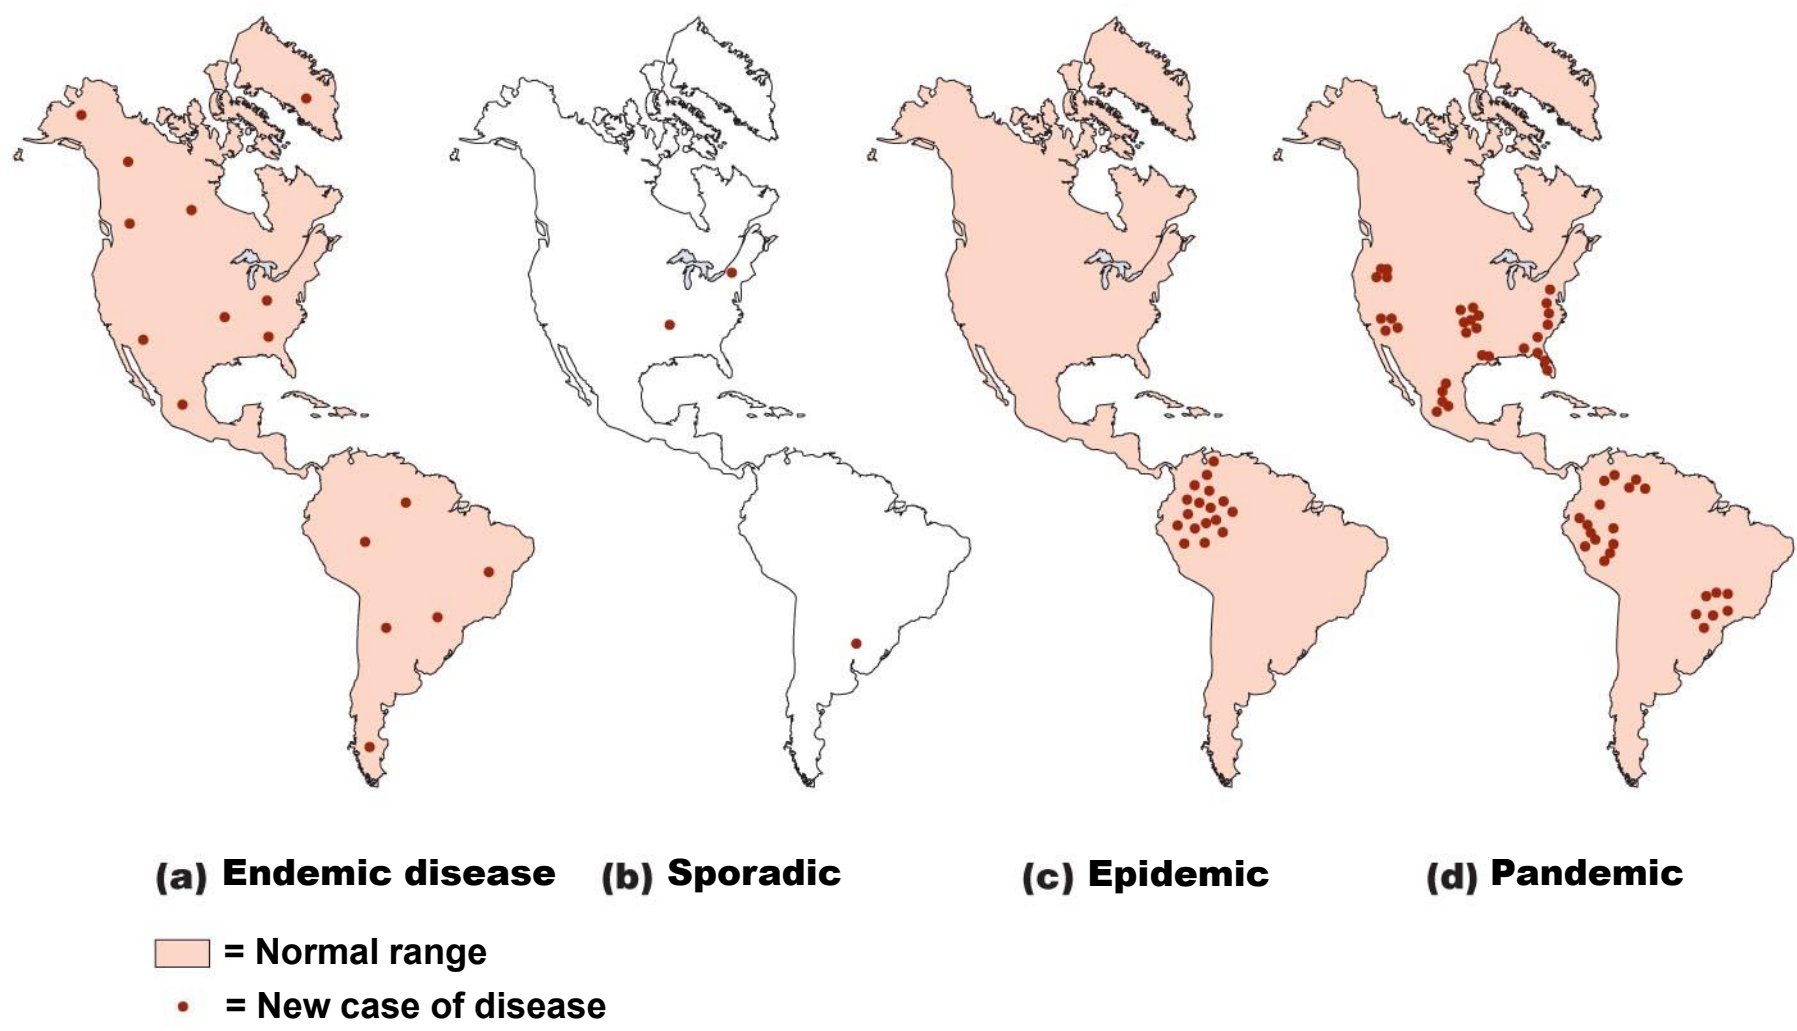 (a) Endemic disease (b) Sporadic (c) Epidemic (d) Pandemic
= Normal range
= New case of disease